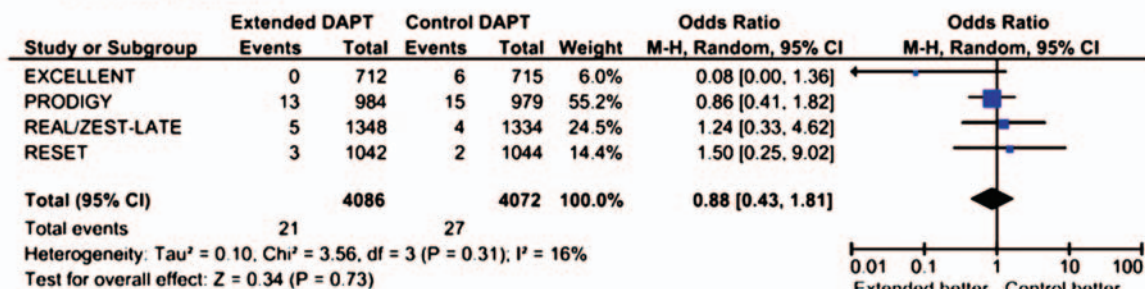 Extended DAPT Control DAPT Odds Ratio Odds Ratio
Study or Subgroup Events Total Events Total Weight M-H, Random, 95% CI M-H, Random, 95% CI
EXCELLENT 0 712 6 715 6.0% 0.08 [0.00, 1.36]
PRODIGY 13 984 15 979 55.2% 0.86 [0.41, 1.82]
REAL/ZEST-LATE 5 1348 4 1334 24.5% 1.24 [0.33, 4.62]
RESET 3 1042 2 1044 14.4% 1.50 [0.25, 9.02]
Total (95% CI) 4086 4072 100.0% 0.88 [0.43, 1.81]
Total events 21 27
Heterogeneity: Tau² = 0.10, Chi² = 3.56, df = 3 (P = 0.31); I² = 16%
Test for overall effect: Z = 0.34 (P = 0.73)
0.01 0.1 1 10 100
Extended better Control better